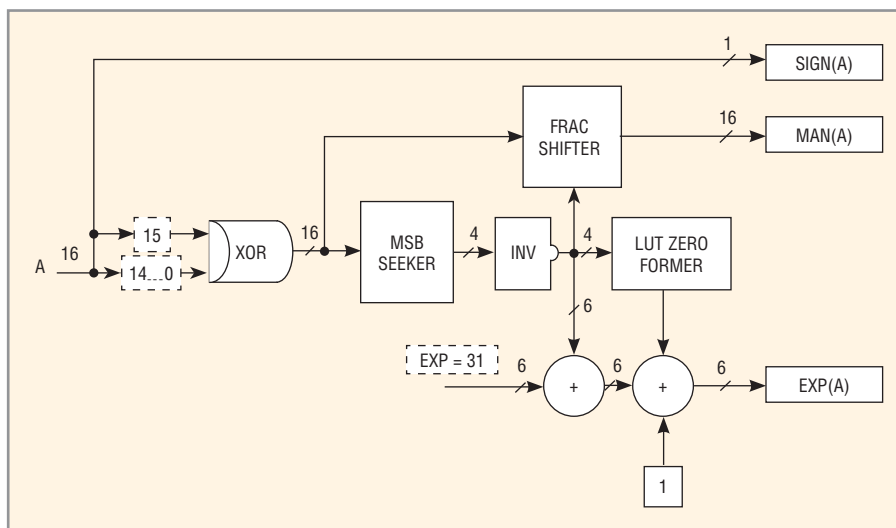 1
SIGN(A)
FRAC
SHIFTER
16
MAN(A)
16
15
A
14...0
XOR
16
MSB
SEEKER
4
INV
4
LUT ZERO
FORMER
6
EXP = 31
6
+
6
+
6
EXP(A)
1